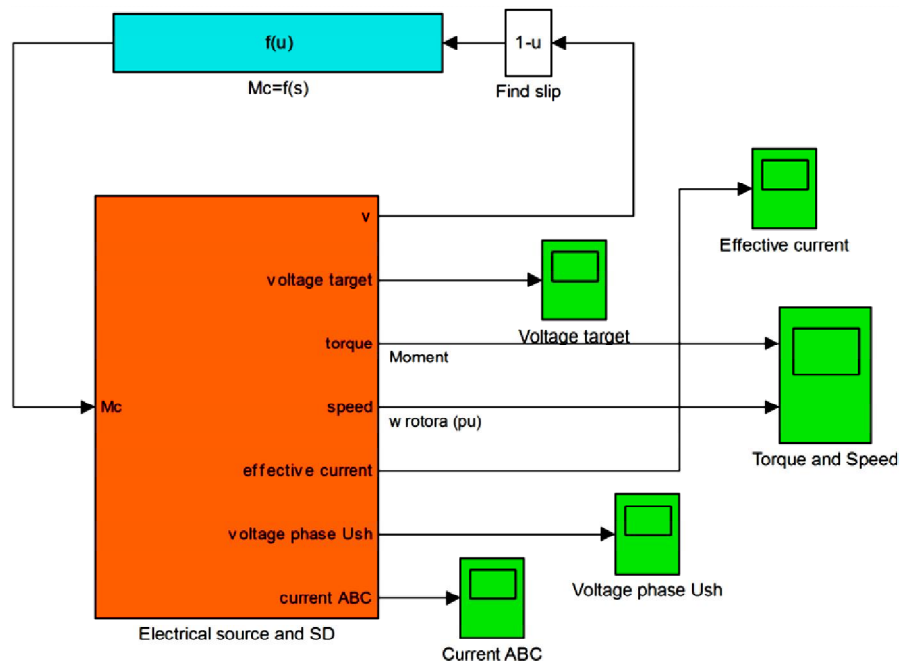 f(u)
1-u
Mc=f(s)
Find slip
v
Effective current
voltage target
Voltage target
torque
Moment
Mc
speed
w rotora (pu)
Torque and Speed
effective current
voltage phase Ush
Voltage phase Ush
current ABC
Electrical source and SD
Current ABC